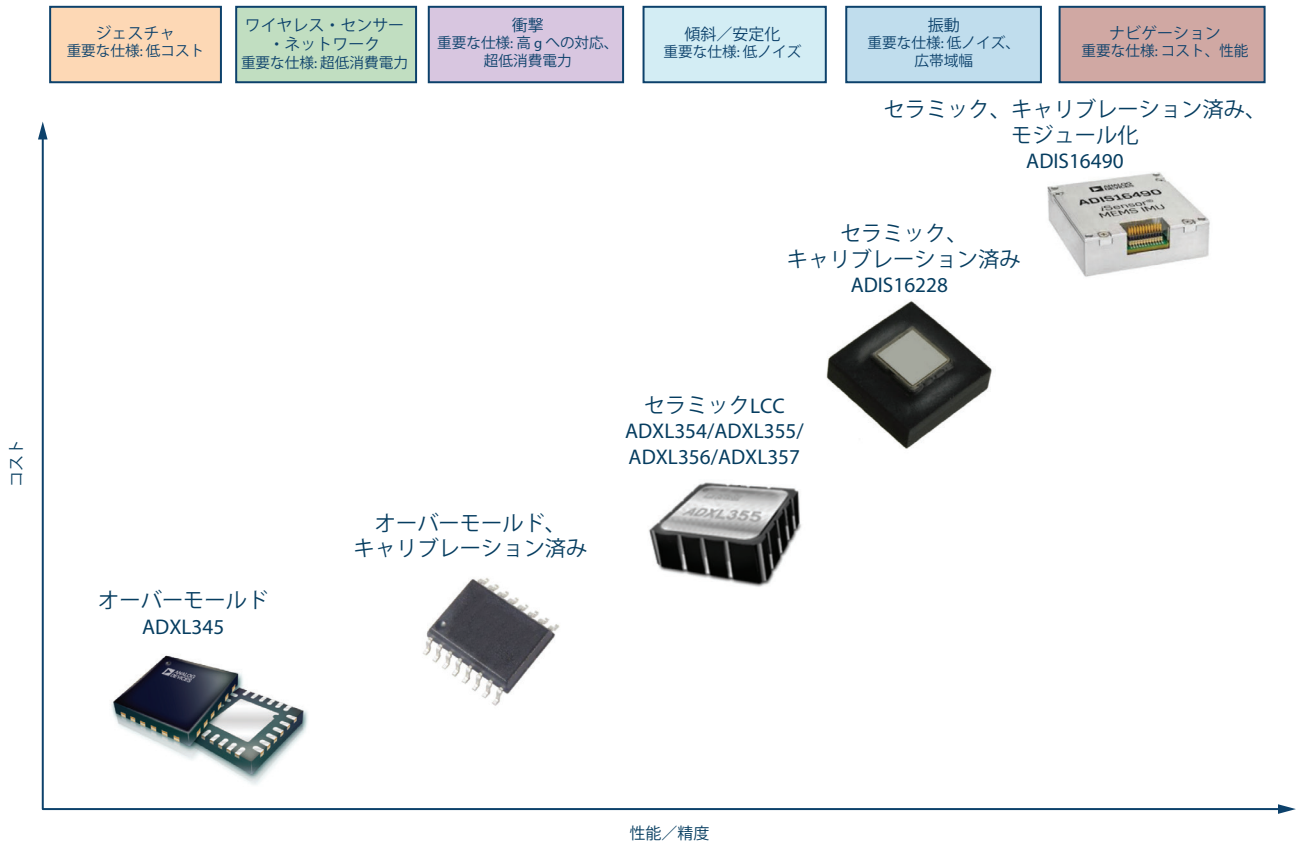 ジェスチャ
重要な仕様: 低コスト
ワイヤレス・センサー
・ネットワーク
重要な仕様: 超低消費電力
衝撃
重要な仕様: 高 g への対応、
超低消費電力
傾斜／安定化
重要な仕様: 低ノイズ
振動
重要な仕様: 低ノイズ、
広帯域幅
ナビゲーション
重要な仕様: コスト、性能
セラミック、キャリブレーション済み、
モジュール化
ADIS16490
ANALOG
DEVICES
ADIS16490
iSensor®
MEMS IMU
セラミック、
キャリブレーション済み
ADIS16228
セラミックLCC
ADXL354/ADXL355/
ADXL356/ADXL357
ADXL355
オーバーモールド、
キャリブレーション済み
オーバーモールド
ADXL345
ANALOG
DEVICES
コスト
性能／精度